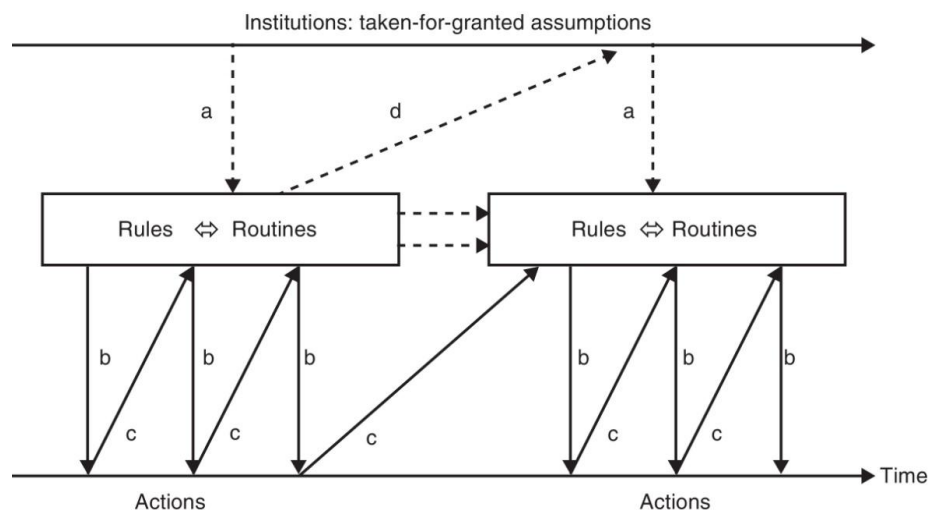 Institutions: taken-for-granted assumptions
a d a
Rules ⇔ Routines Rules ⇔ Routines
b b b b b b
c c c c c
Time
Actions Actions